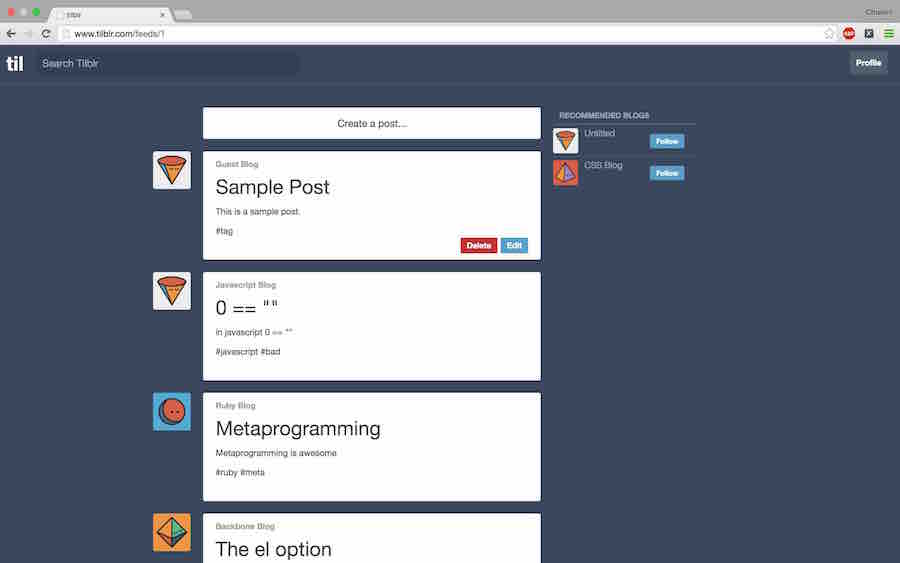 tilblr
Chaoyi
www.tilblr.com/feeds/1
ABP
til
Search Tilblr
Profile
Create a post...
RECOMMENDED BLOGS
Untitled
Follow
CSS Blog
Follow
Guest Blog
Sample Post
This is a sample post.
#tag
Delete Edit
Javascript Blog
0 == ""
in javascript 0 == ""
#javascript #bad
Ruby Blog
Metaprogramming
Metaprogramming is awesome
#ruby #meta
Backbone Blog
The el option